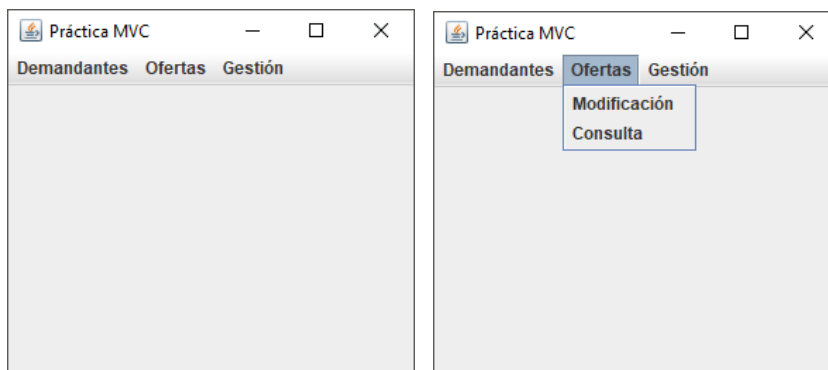 Práctica MVC
Demandantes Ofertas Gestión
Práctica MVC
Demandantes Ofertas Gestión
Modificación
Consulta